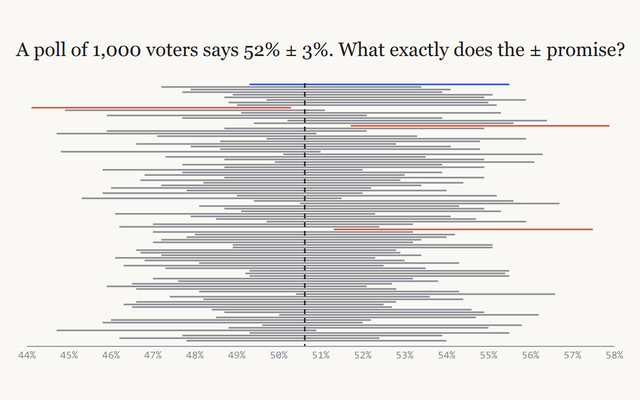 A poll of 1,000 voters says 52% ± 3%. What exactly does the ± promise?
44% 45% 46% 47% 48% 49% 50% 51% 52% 53% 54% 55% 56% 57% 58%